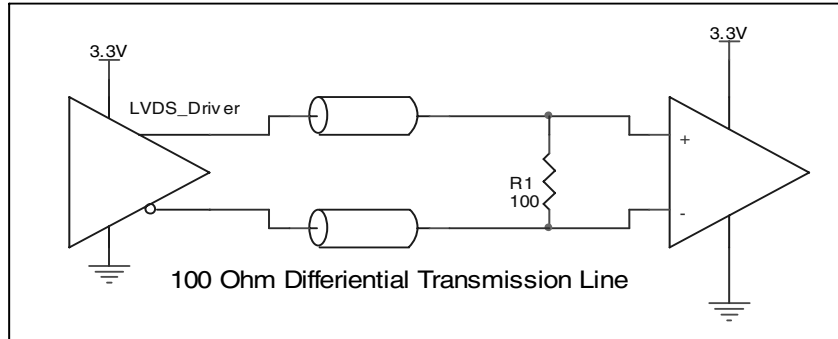 3.3V
3.3V
LVDS_Driver
+
R1
100
-
100 Ohm Differiential Transmission Line